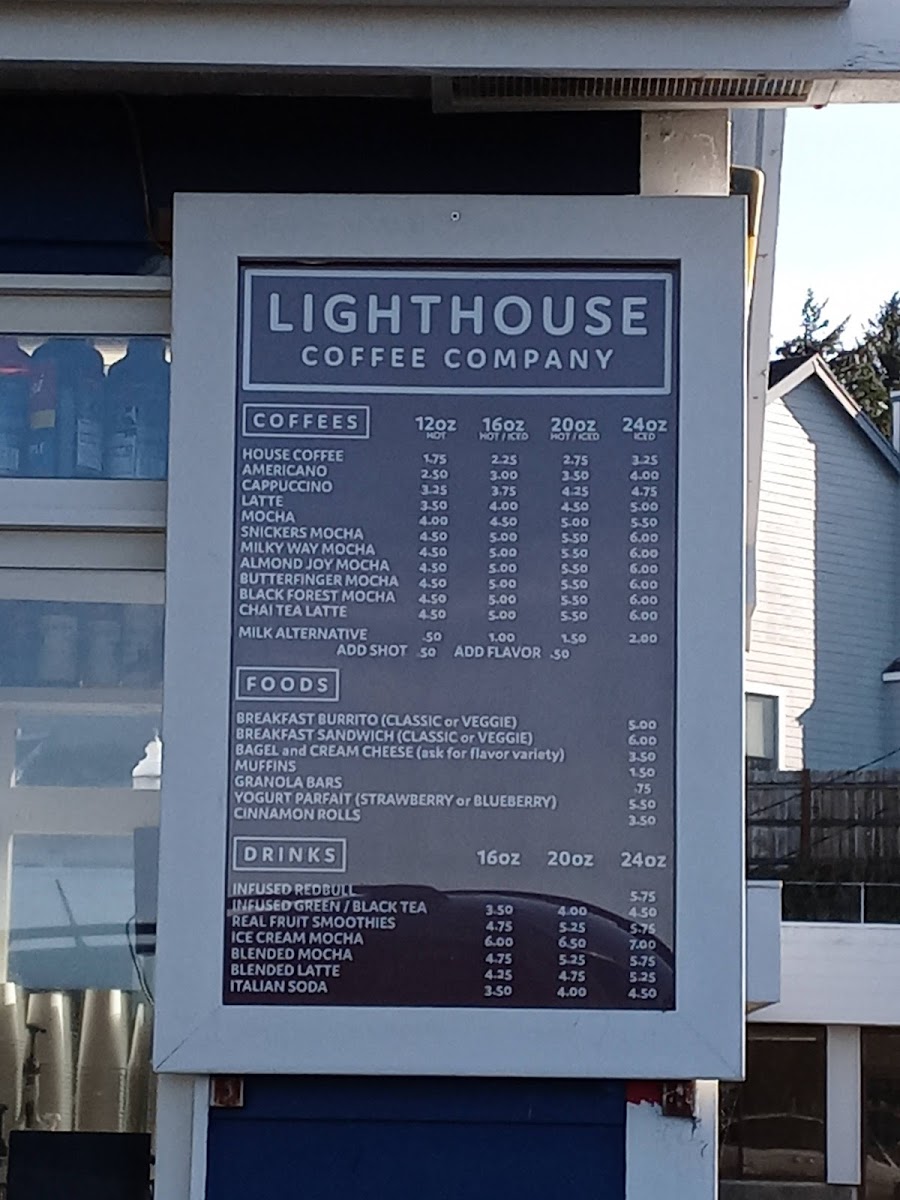 LIGHTHOUSE
COFFEE COMPANY
COFFEES 12oz 16oz 20oz 24oz
HOT HOT / ICED HOT / ICED ICED
HOUSE COFFEE 1.75 2.25 2.75 3.25
AMERICANO 2.50 3.00 3.50 4.00
CAPPUCCINO 3.25 3.75 4.25 4.75
LATTE 3.50 4.00 4.50 5.00
MOCHA 4.00 4.50 5.00 5.50
SNICKERS MOCHA 4.50 5.00 5.50 6.00
MILKY WAY MOCHA 4.50 5.00 5.50 6.00
ALMOND JOY MOCHA 4.50 5.00 5.50 6.00
BUTTERFINGER MOCHA 4.50 5.00 5.50 6.00
BLACK FOREST MOCHA 4.50 5.00 5.50 6.00
CHAI TEA LATTE 4.50 5.00 5.50 6.00
MILK ALTERNATIVE .50 1.00 1.50 2.00
ADD SHOT .50 ADD FLAVOR .50
FOODS
BREAKFAST BURRITO (CLASSIC or VEGGIE) 5.00
BREAKFAST SANDWICH (CLASSIC or VEGGIE) 6.00
BAGEL and CREAM CHEESE (ask for flavor variety) 3.50
MUFFINS 1.50
GRANOLA BARS .75
YOGURT PARFAIT (STRAWBERRY or BLUEBERRY) 5.50
CINNAMON ROLLS 3.50
DRINKS 16oz 20oz 24oz
INFUSED REDBULL 5.75
INFUSED GREEN / BLACK TEA 3.50 4.00 4.50
REAL FRUIT SMOOTHIES 4.75 5.25 5.75
ICE CREAM MOCHA 6.00 6.50 7.00
BLENDED MOCHA 4.75 5.25 5.75
BLENDED LATTE 4.25 4.75 5.25
ITALIAN SODA 3.50 4.00 4.50